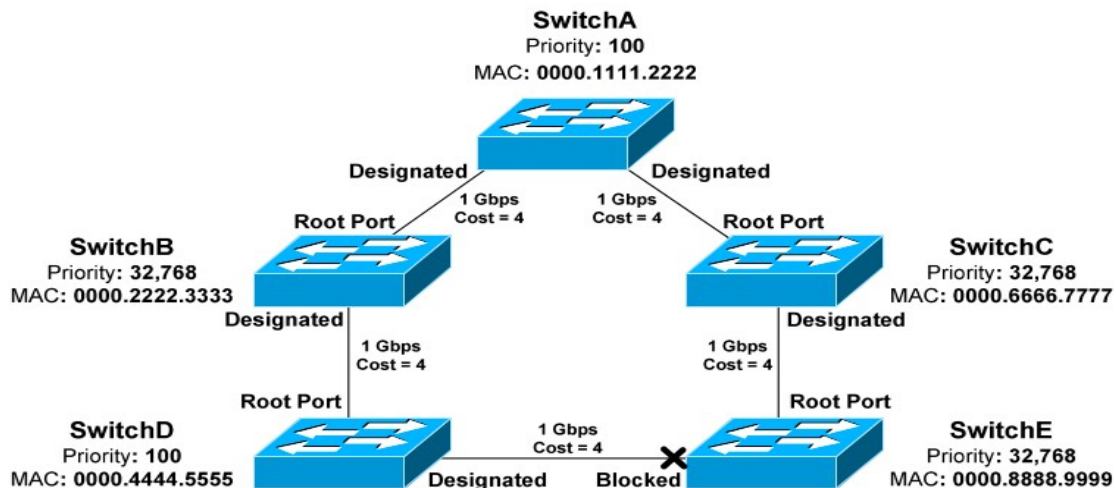 SwitchA
Priority: 100
MAC: 0000.1111.2222
Designated
Designated
1 Gbps
Cost = 4
1 Gbps
Cost = 4
Root Port
Root Port
SwitchB
Priority: 32,768
MAC: 0000.2222.3333
SwitchC
Priority: 32,768
MAC: 0000.6666.7777
Designated
Designated
1 Gbps
Cost = 4
1 Gbps
Cost = 4
Root Port
Root Port
SwitchD
Priority: 100
MAC: 0000.4444.5555
1 Gbps
Cost = 4
SwitchE
Priority: 32,768
MAC: 0000.8888.9999
Designated
Blocked